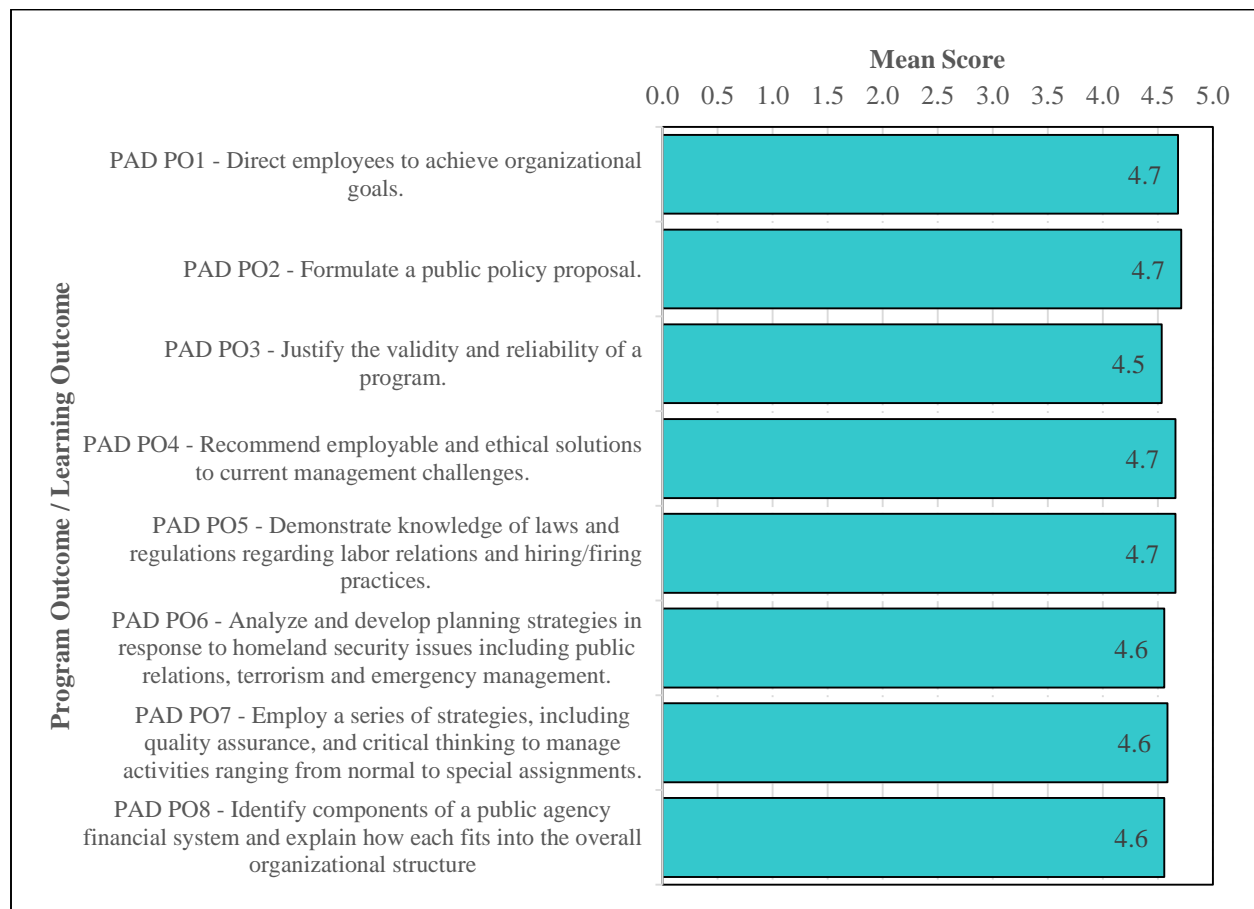 Mean Score
0.0 0.5 1.0 1.5 2.0 2.5 3.0 3.5 4.0 4.5 5.0
Program Outcome / Learning Outcome
PAD PO1 - Direct employees to achieve organizational
goals.
4.7
PAD PO2 - Formulate a public policy proposal.
4.7
PAD PO3 - Justify the validity and reliability of a
program.
4.5
PAD PO4 - Recommend employable and ethical solutions
to current management challenges.
4.7
PAD PO5 - Demonstrate knowledge of laws and
regulations regarding labor relations and hiring/firing
practices.
4.7
PAD PO6 - Analyze and develop planning strategies in
response to homeland security issues including public
relations, terrorism and emergency management.
4.6
PAD PO7 - Employ a series of strategies, including
quality assurance, and critical thinking to manage
activities ranging from normal to special assignments.
4.6
PAD PO8 - Identify components of a public agency
financial system and explain how each fits into the overall
organizational structure
4.6